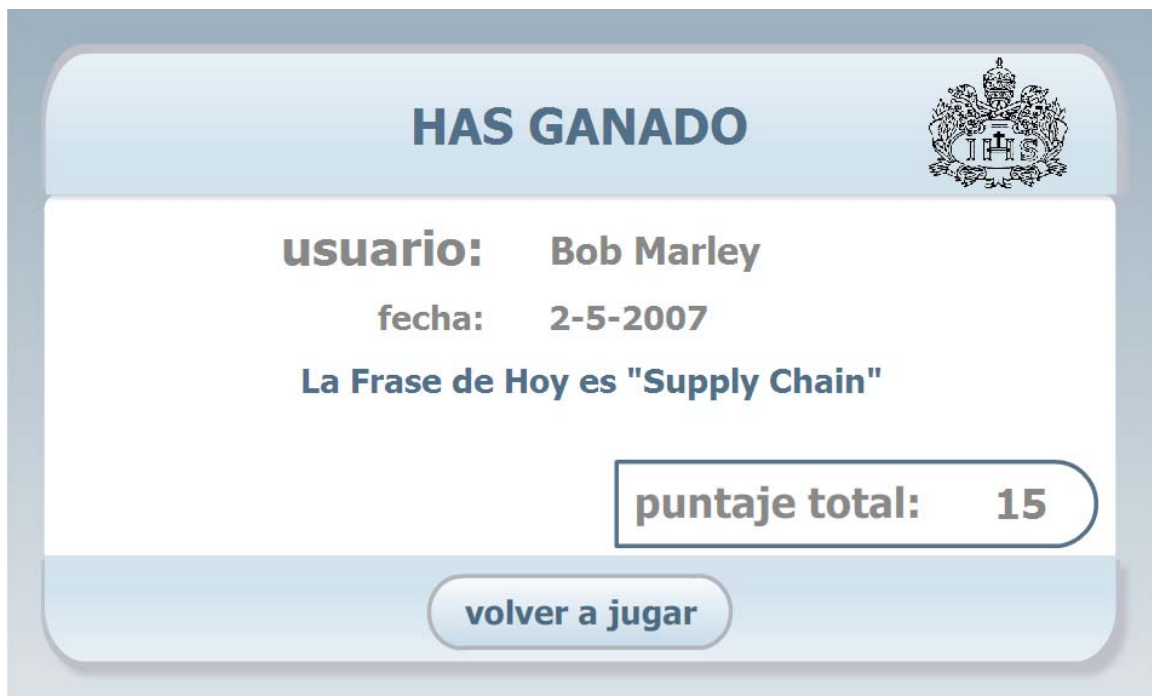 HAS GANADO
IHS
usuario: Bob Marley
fecha: 2-5-2007
La Frase de Hoy es "Supply Chain"
puntaje total: 15
volver a jugar